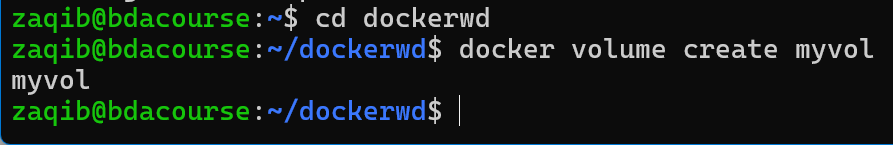 zaqib@bdacourse:~$ cd dockerwd
zaqib@bdacourse:~/dockerwd$ docker volume create myvol
myvol
zaqib@bdacourse:~/dockerwd$